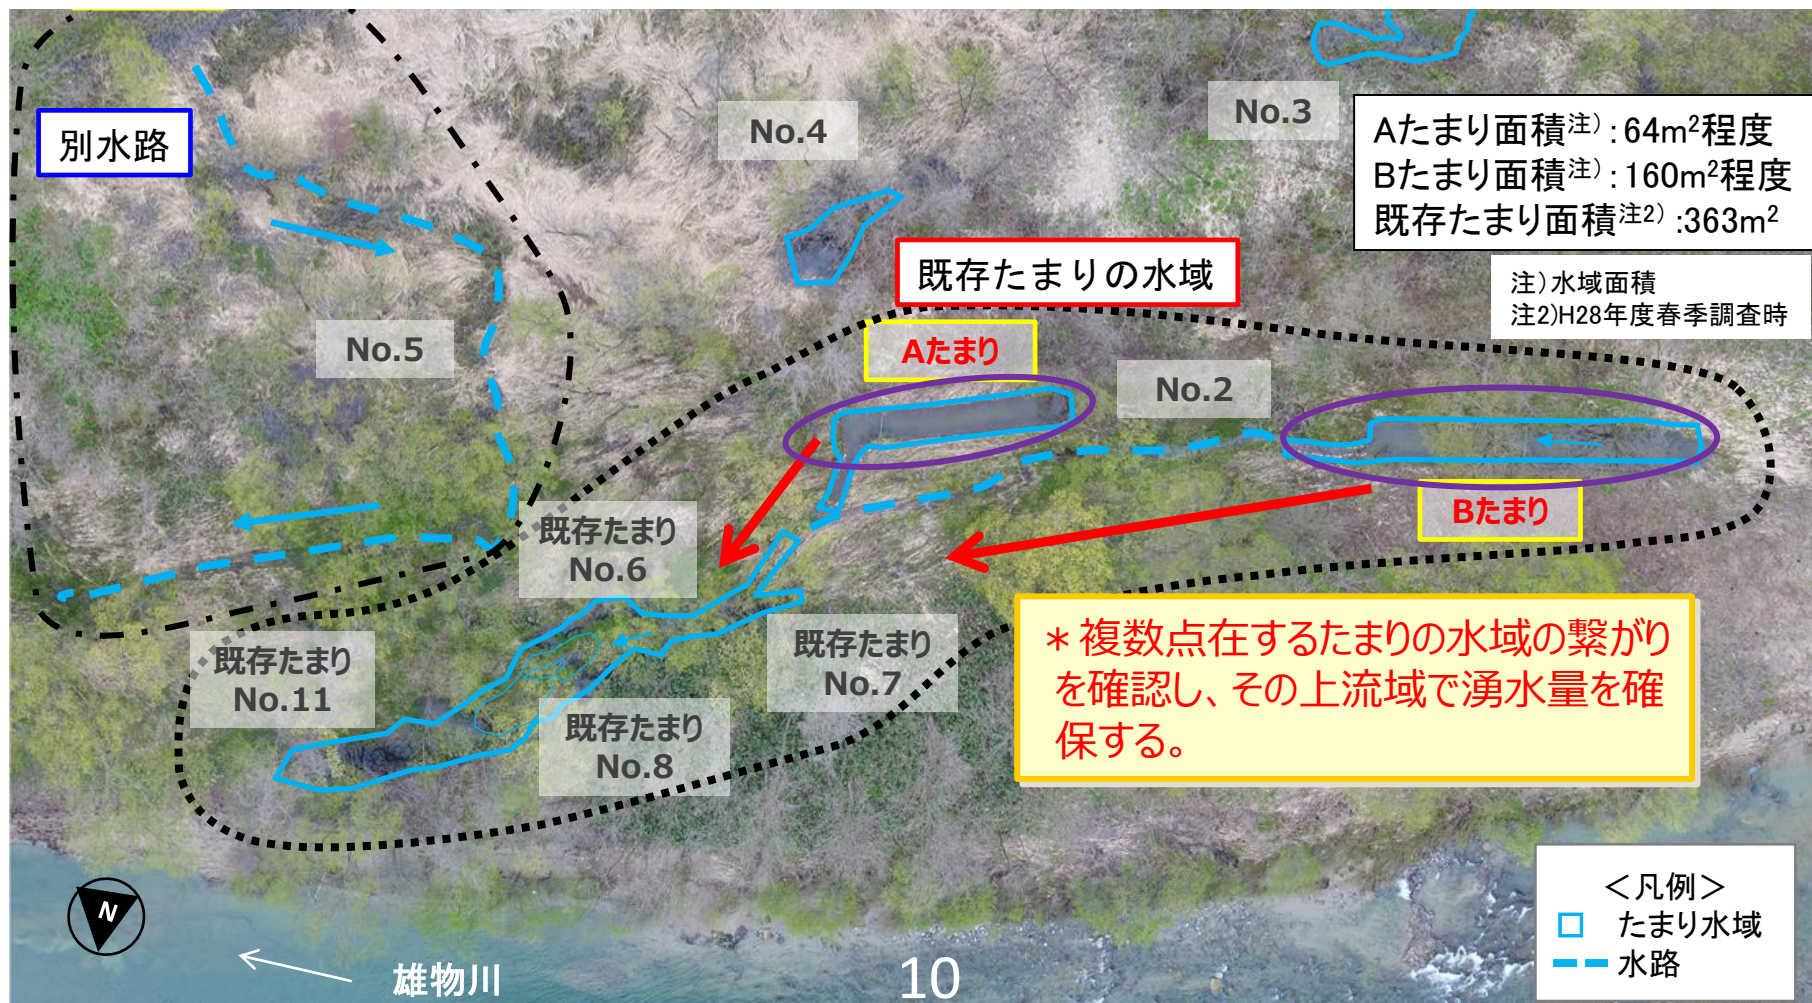 別水路
No.4
No.3
Aたまり面積注）：64m²程度
Bたまり面積注）：160m²程度
既存たまり面積注2）:363m²
注）水域面積
注2)H28年度春季調査時
既存たまりの水域
No.5
Aたまり
No.2
Bたまり
既存たまり
No.6
既存たまり
No.11
既存たまり
No.7
既存たまり
No.8
＊複数点在するたまりの水域の繋がり
を確認し、その上流域で湧水量を確
保する。
N
雄物川
10
＜凡例＞
たまり水域
水路